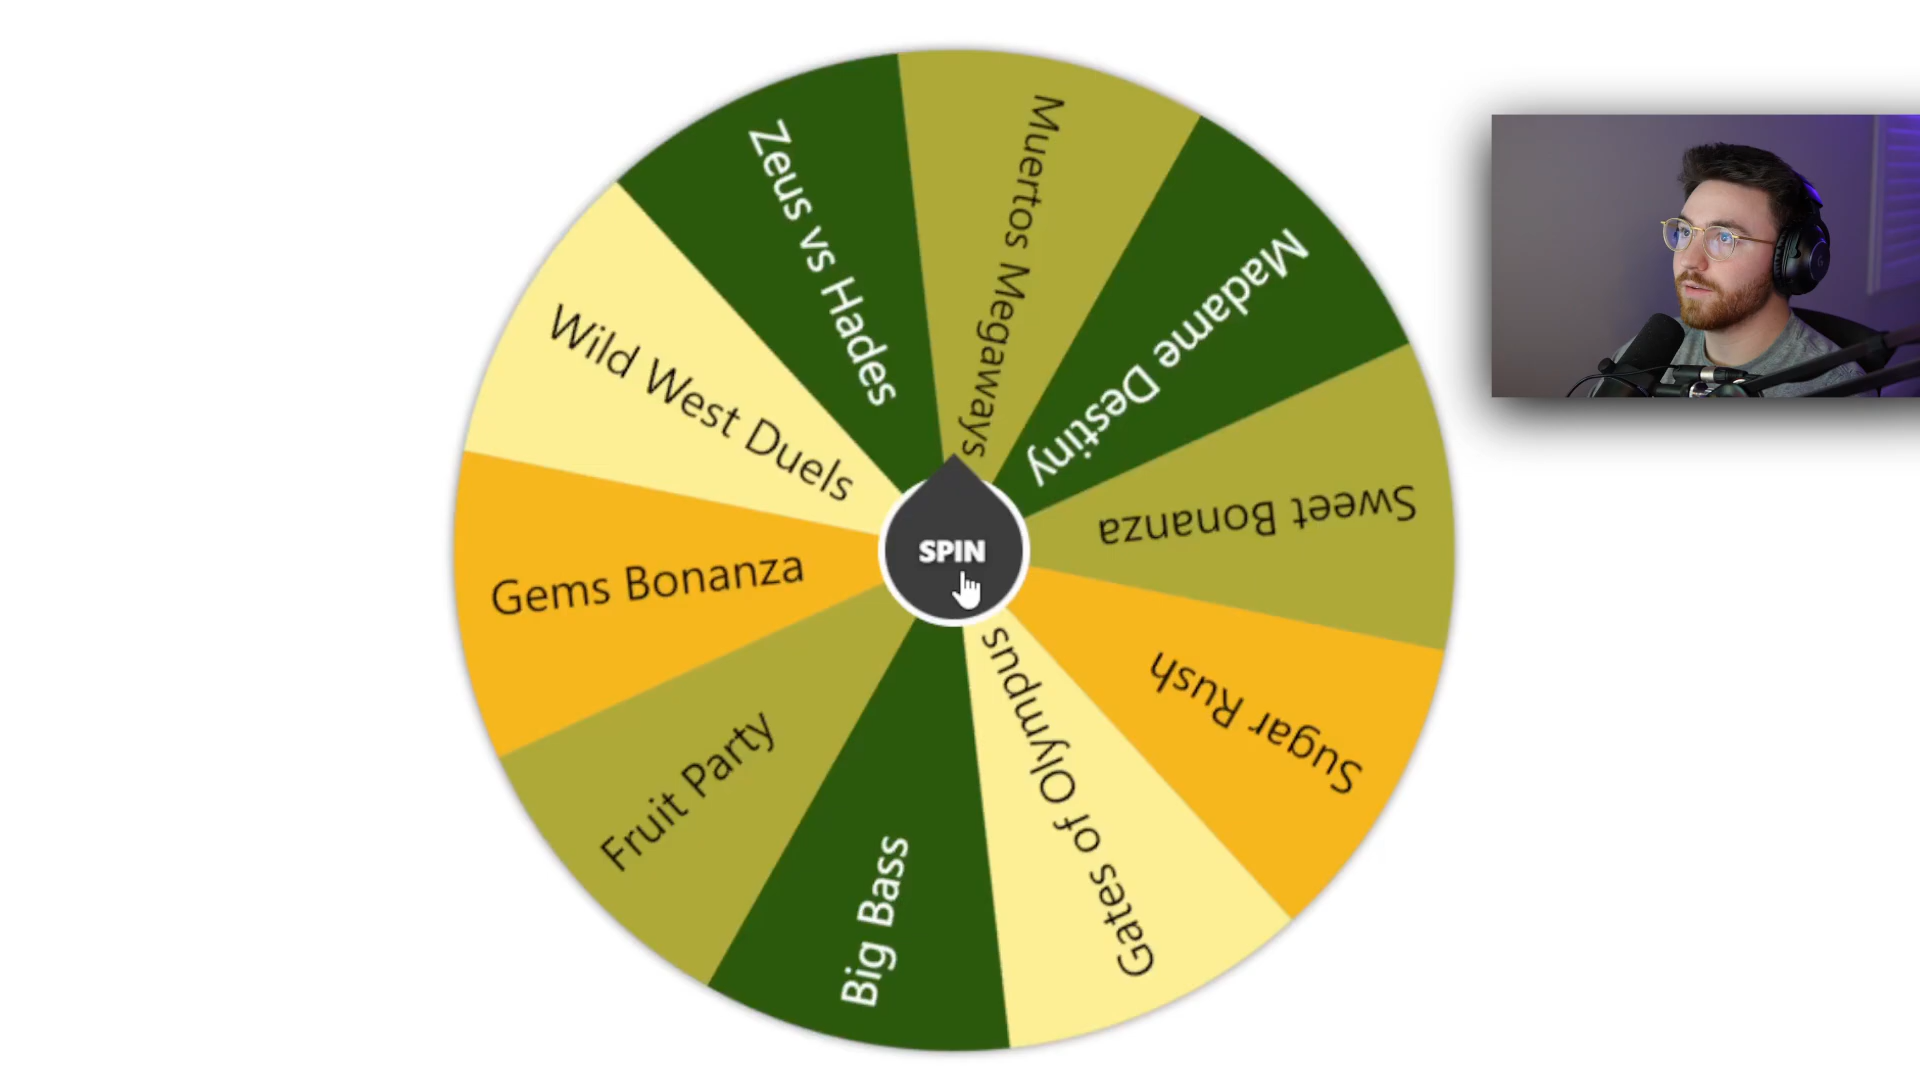 Muertos Megaways
Madame Destiny
Sweet Bonanza
Sugar Rush
Gates of Olympus
Big Bass
Fruit Party
Gems Bonanza
Wild West Duels
Zeus vs Hades
SPIN